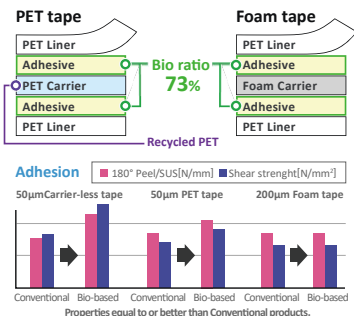 PET tape
Foam tape
PET Liner
PET Liner
Adhesive
Bio ratio
Adhesive
PET Carrier
73%
Foam Carrier
Adhesive
Adhesive
PET Liner
PET Liner
Recycled PET
Adhesion
180° Peel/SUS[N/mm]
Shear strenght[N/mm²]
50μmCarrier-less tape
50μm PET tape
200μm Foam tape
Conventional Bio-based
Conventional Bio-based
Conventional Bio-based
Properties equal to or better than Conventional products.